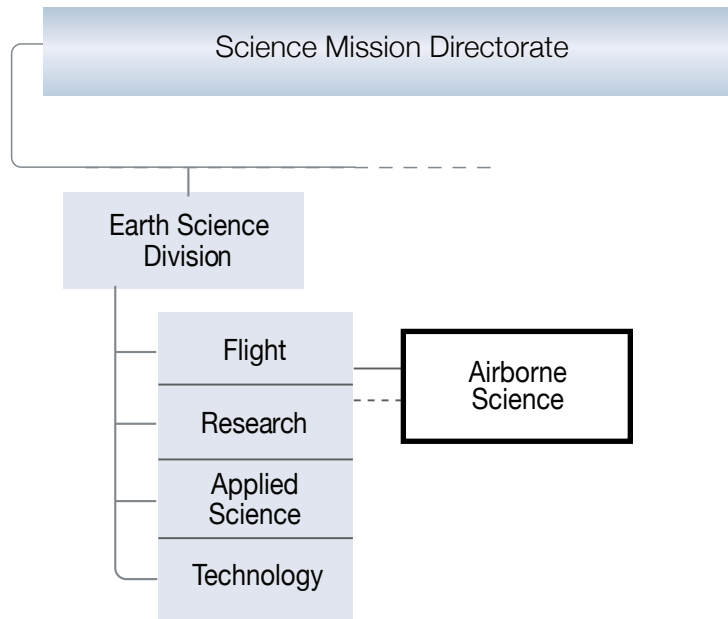 Science Mission Directorate
Earth Science
Division
Flight
Research
Applied
Science
Technology
Airborne
Science